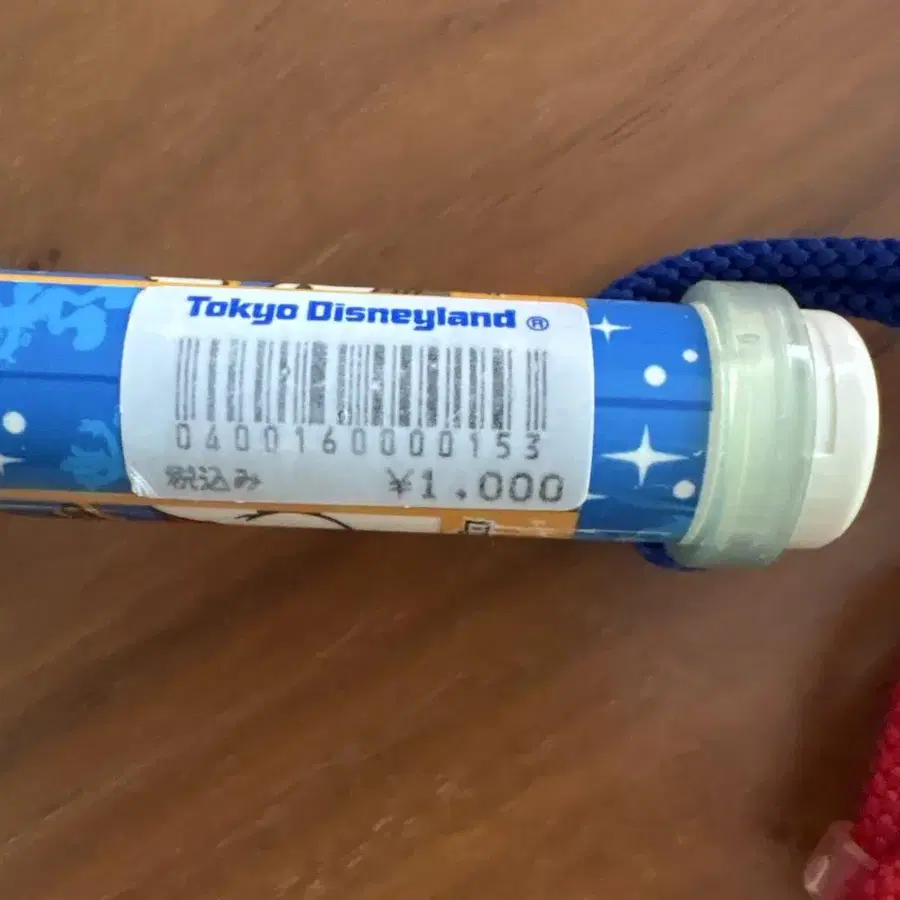 Tokyo Disneyland ®
0400160000153
税込み ¥1.000